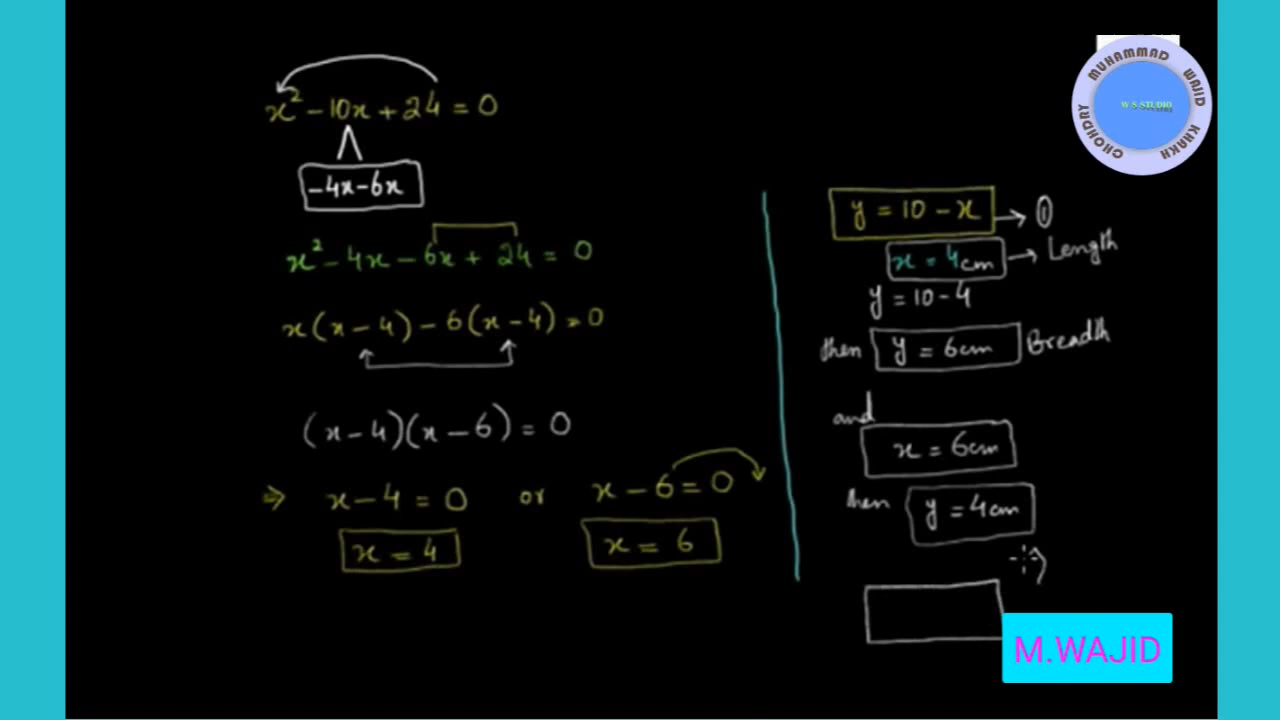 x² - 10x + 24 = 0
-4x-6x
x² - 4x - 6x + 24 = 0
x(x - 4) - 6(x - 4) = 0
(x - 4)(x - 6) = 0
⇒ x - 4 = 0 or x - 6 = 0
x = 4
x = 6
y = 10 - x → ①
x = 4cm → Length
y = 10 - 4
then y = 6cm Breadth
and
x = 6cm
then y = 4cm
MUHAMMAD WAJID KHAKH CHOHDRY
W S STUDIO
M.WAJID